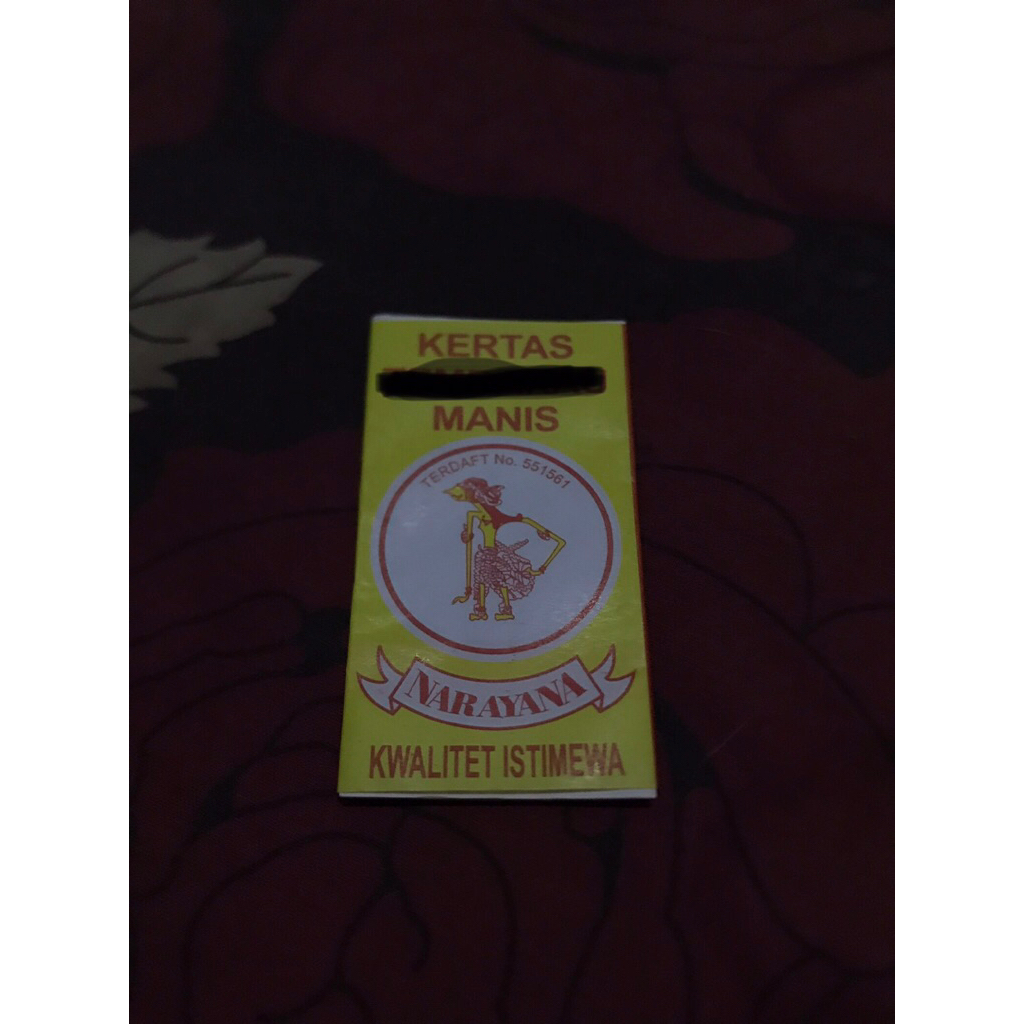 KERTAS
MANIS
TERDAFT No. 551561
NARAYANA
KWALITET ISTIMEWA